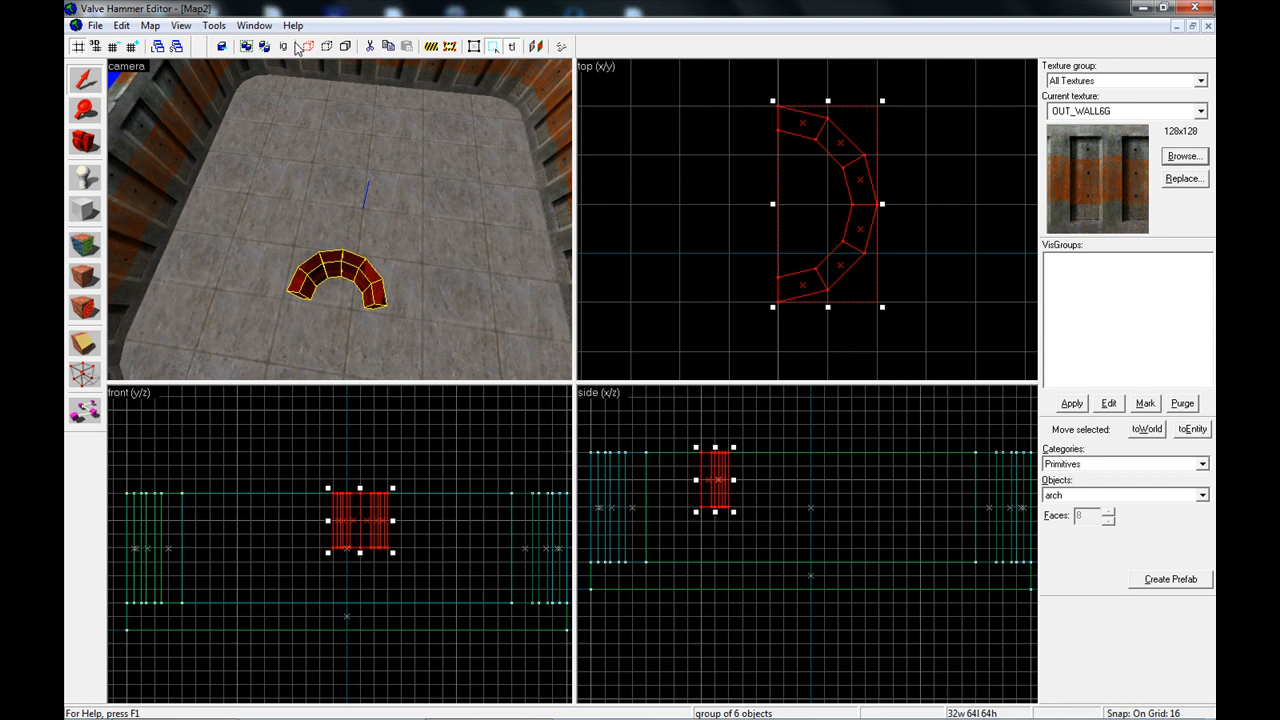 Valve Hammer Editor - [Map2]
File Edit Map View Tools Window Help
3D
ig
tl
camera
top (x/y)
front (y/z)
side (x/z)
Texture group:
All Textures
Current texture:
OUT_WALL6G
128x128
Browse...
Replace...
VisGroups:
Apply Edit Mark Purge
Move selected: toWorld toEntity
Categories:
Primitives
Objects:
arch
Faces: 8
Create Prefab
For Help, press F1
group of 6 objects
32w 64l 64h
Snap: On Grid: 16